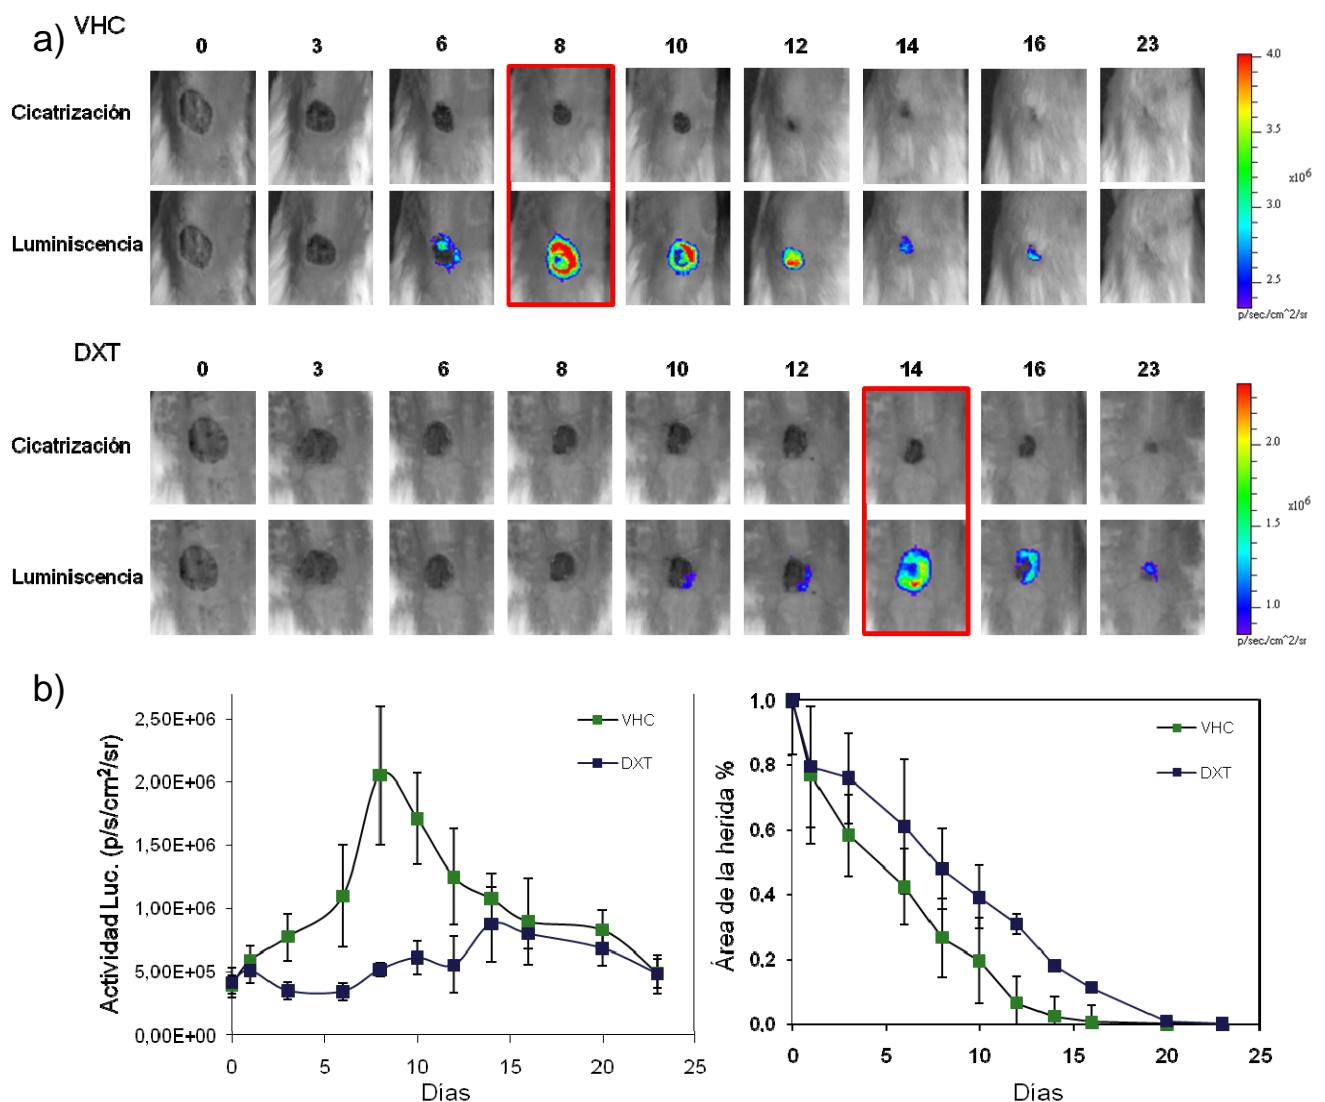 a) VHC
0 3 6 8 10 12 14 16 23
Cicatrización
Luminiscencia
4.0
3.5
x10^6
3.0
2.5
p/sec/cm^2/sr
DXT
0 3 6 8 10 12 14 16 23
Cicatrización
Luminiscencia
2.0
x10^6
1.5
1.0
p/sec/cm^2/sr
b)
Actividad Luc. (p/s/cm²/sr)
2,50E+06
2,00E+06
1,50E+06
1,00E+06
5,00E+05
0,00E+00
VHC
DXT
0 5 10 15 20 25
Dias
Área de la herida %
1.0
0.8
0.6
0.4
0.2
0.0
VHC
DXT
0 5 10 15 20 25
Dias